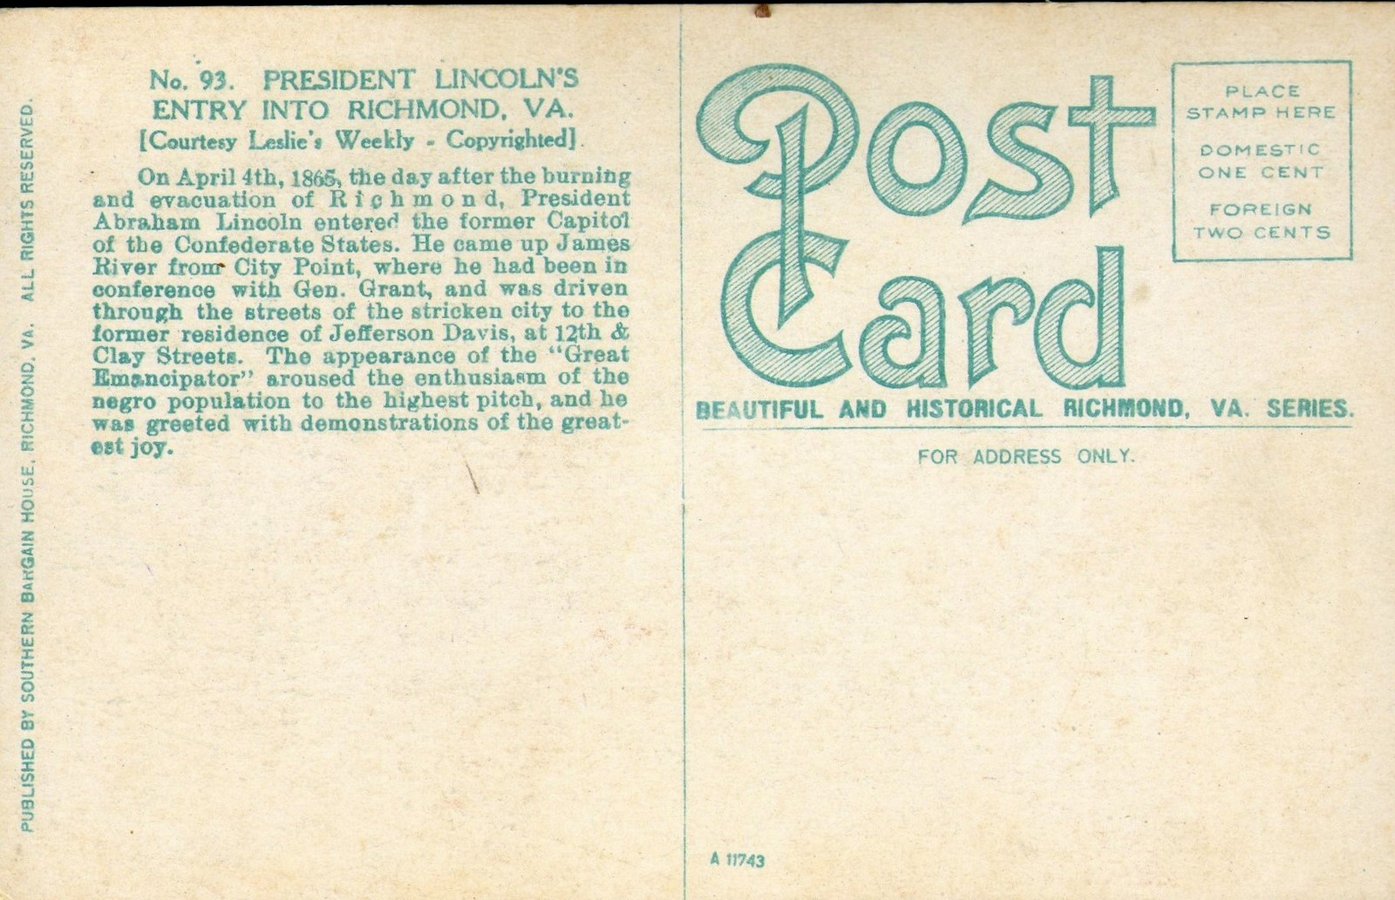 No. 93. PRESIDENT LINCOLN'S
ENTRY INTO RICHMOND, VA.
[Courtesy Leslie's Weekly - Copyrighted].
On April 4th, 1865, the day after the burning
and evacuation of Richmond, President
Abraham Lincoln entered the former Capitol
of the Confederate States. He came up James
River from City Point, where he had been in
conference with Gen. Grant, and was driven
through the streets of the stricken city to the
former residence of Jefferson Davis, at 12th &
Clay Streets. The appearance of the "Great
Emancipator" aroused the enthusiasm of the
negro population to the highest pitch, and he
was greeted with demonstrations of the great-
est joy.
PUBLISHED BY SOUTHERN BARGAIN HOUSE, RICHMOND, VA. ALL RIGHTS RESERVED.
Post
Card
PLACE
STAMP HERE
DOMESTIC
ONE CENT
FOREIGN
TWO CENTS
BEAUTIFUL AND HISTORICAL RICHMOND, VA. SERIES.
FOR ADDRESS ONLY.
A 11743